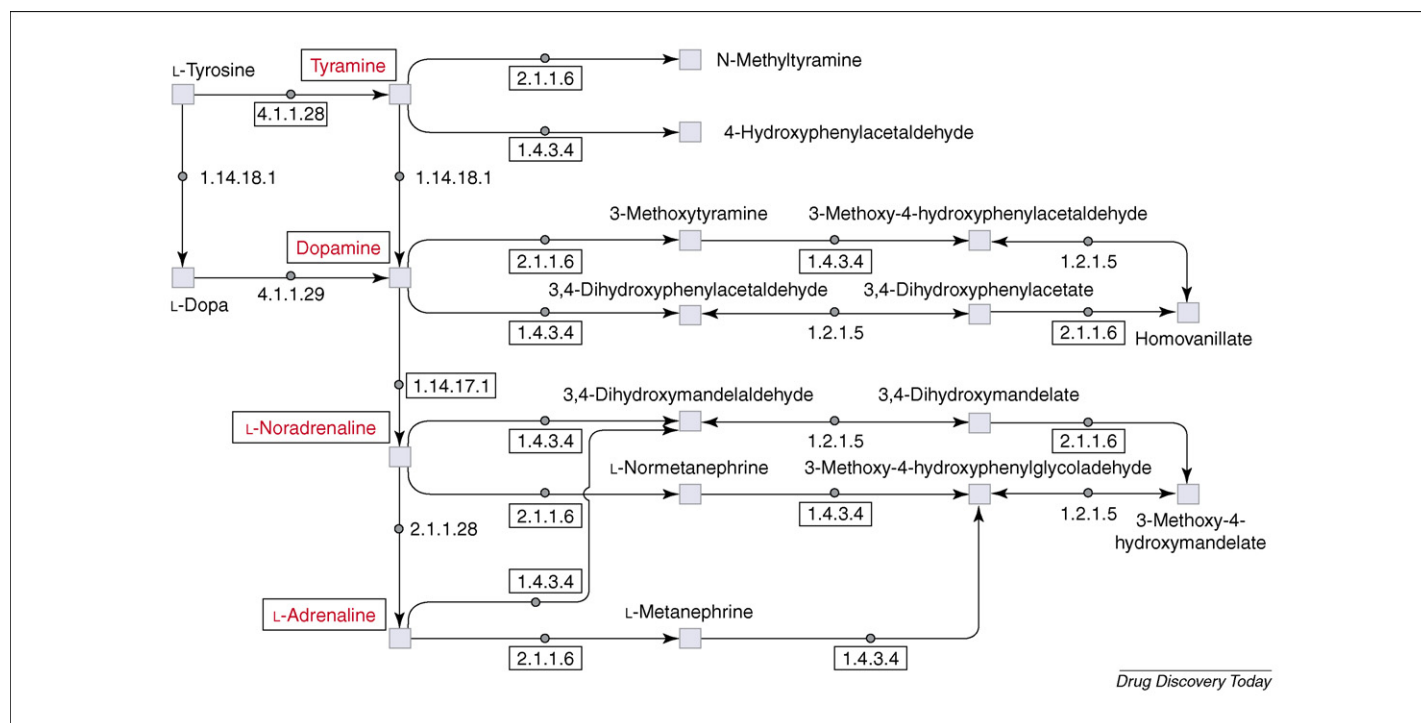 N-Methyltyramine
L-Tyrosine
Tyramine
2.1.1.6
4.1.1.28
4-Hydroxyphenylacetaldehyde
1.4.3.4
1.14.18.1
1.14.18.1
3-Methoxytyramine
3-Methoxy-4-hydroxyphenylacetaldehyde
Dopamine
2.1.1.6
1.4.3.4
1.2.1.5
L-Dopa
4.1.1.29
3,4-Dihydroxyphenylacetaldehyde
3,4-Dihydroxyphenylacetate
1.4.3.4
1.2.1.5
2.1.1.6
Homovanillate
1.14.17.1
3,4-Dihydroxymandelaldehyde
3,4-Dihydroxymandelate
L-Noradrenaline
1.4.3.4
1.2.1.5
2.1.1.6
L-Normetanephrine
3-Methoxy-4-hydroxyphenylglycoladehyde
2.1.1.6
1.4.3.4
1.2.1.5
3-Methoxy-4-
hydroxymandelate
2.1.1.28
1.4.3.4
L-Adrenaline
L-Metanephrine
2.1.1.6
1.4.3.4
Drug Discovery Today